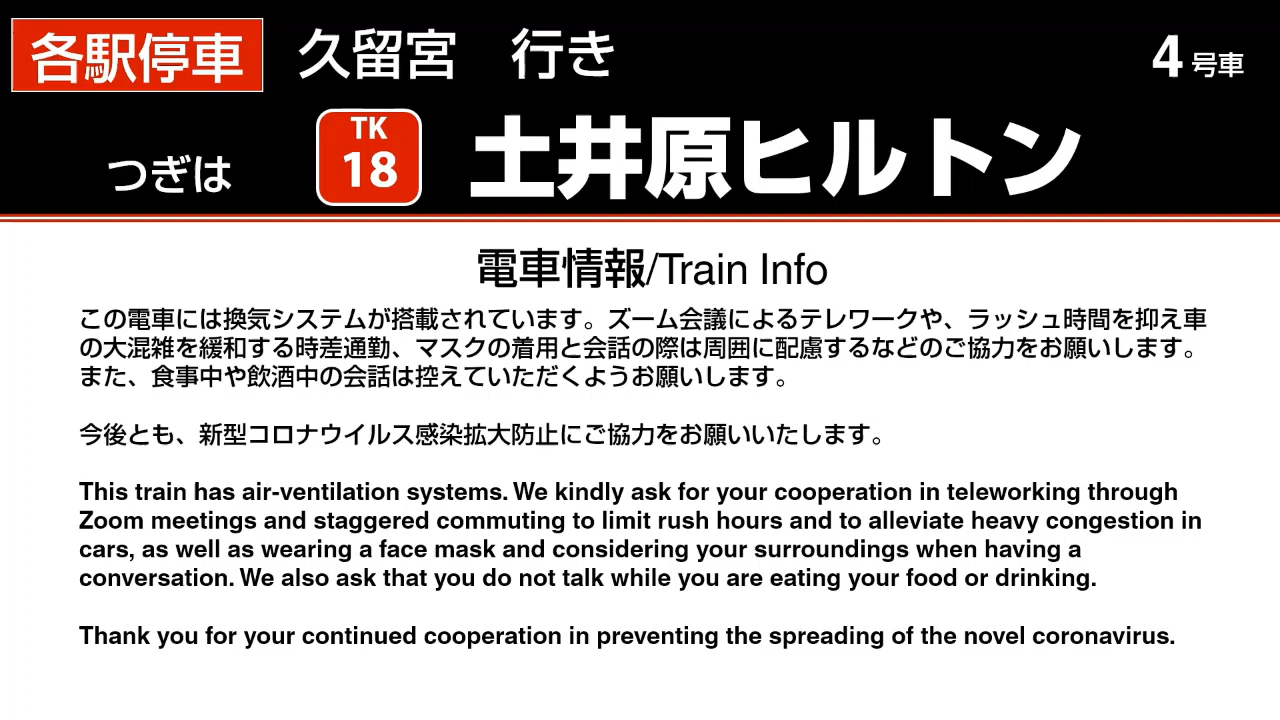 各駅停車 久留宮 行き 4号車
つぎは TK 18 土井原ヒルトン
電車情報/Train Info
この電車には換気システムが搭載されています。ズーム会議によるテレワークや、ラッシュ時間を抑え車
の大混雑を緩和する時差通勤、マスクの着用と会話の際は周囲に配慮するなどのご協力をお願いします。
また、食事中や飲酒中の会話は控えていただくようお願いします。
今後とも、新型コロナウイルス感染拡大防止にご協力をお願いいたします。
This train has air-ventilation systems. We kindly ask for your cooperation in teleworking through
Zoom meetings and staggered commuting to limit rush hours and to alleviate heavy congestion in
cars, as well as wearing a face mask and considering your surroundings when having a
conversation. We also ask that you do not talk while you are eating your food or drinking.
Thank you for your continued cooperation in preventing the spreading of the novel coronavirus.